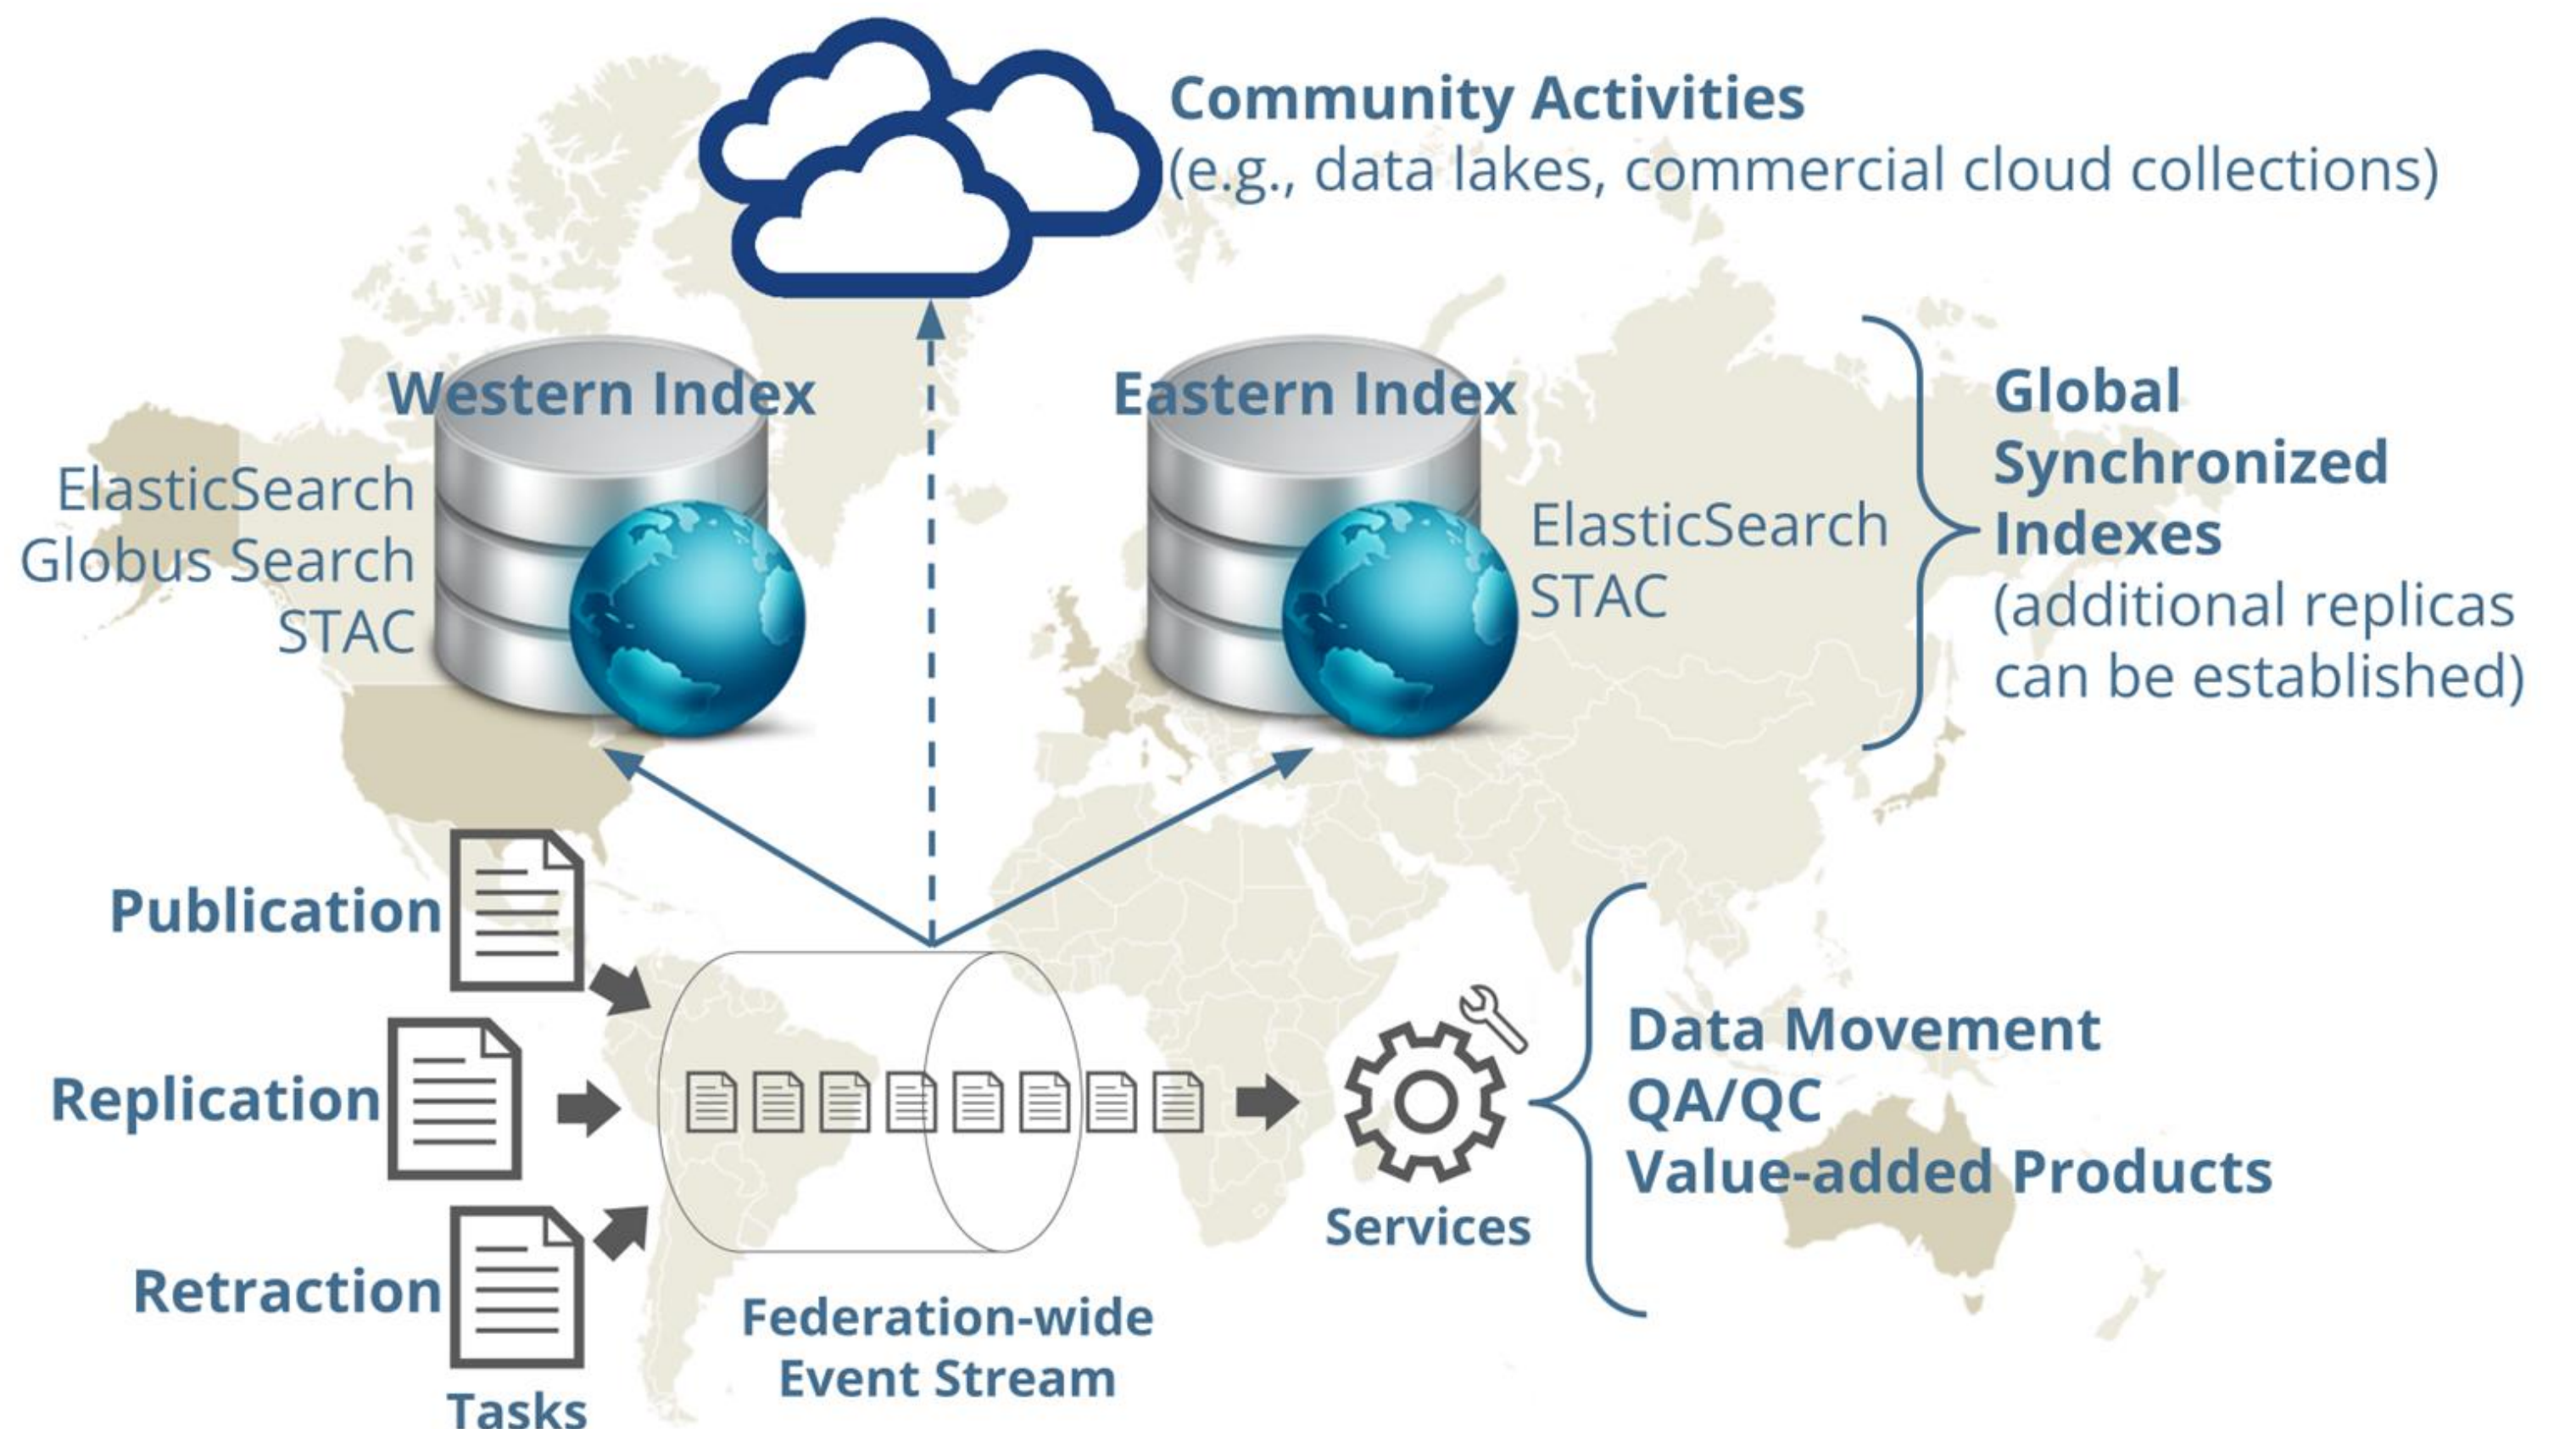 Community Activities
(e.g., data lakes, commercial cloud collections)
Western Index
ElasticSearch
Globus Search
STAC
Eastern Index
ElasticSearch
STAC
Global
Synchronized
Indexes
(additional replicas
can be established)
Publication
Replication
Retraction
Tasks
Federation-wide
Event Stream
Services
Data Movement
QA/QC
Value-added Products